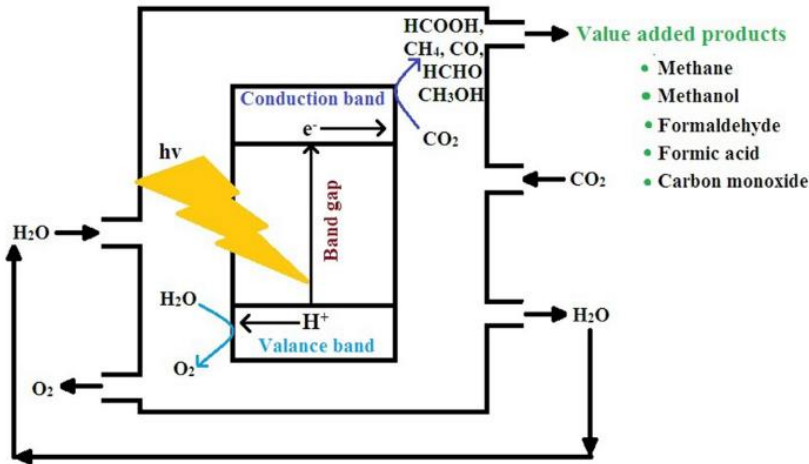 HCOOH,
CH₄, CO,
HCHO
CH₃OH
Value added products
• Methane
• Methanol
• Formaldehyde
• Formic acid
• Carbon monoxide
Conduction band
e⁻
CO₂
hv
Band gap
CO₂
H₂O
H₂O
H⁺
H₂O
Valance band
O₂
O₂